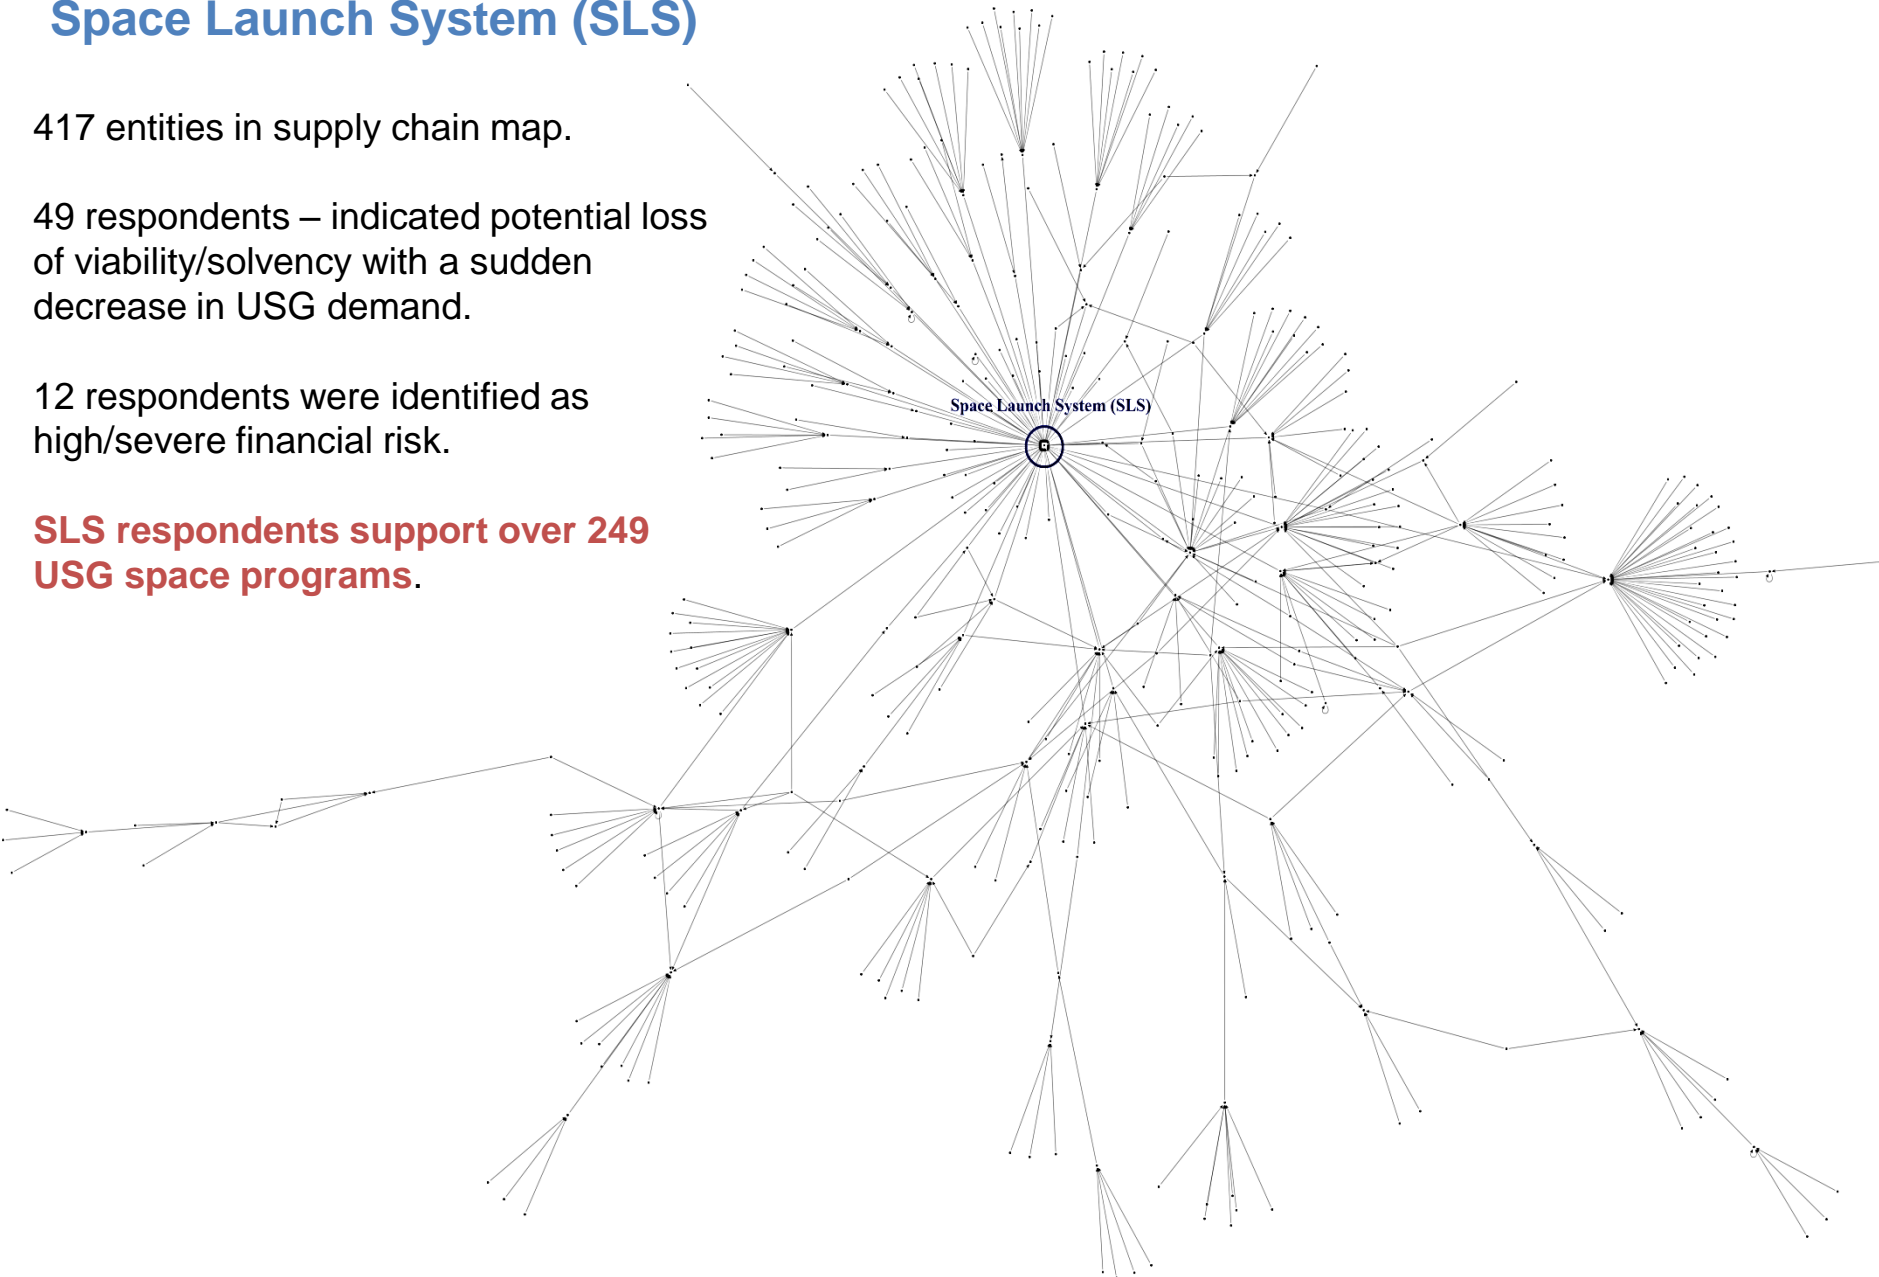 Space Launch System (SLS)
417 entities in supply chain map.
49 respondents – indicated potential loss
of viability/solvency with a sudden
decrease in USG demand.
12 respondents were identified as
high/severe financial risk.
SLS respondents support over 249
USG space programs.
Space Launch System (SLS)